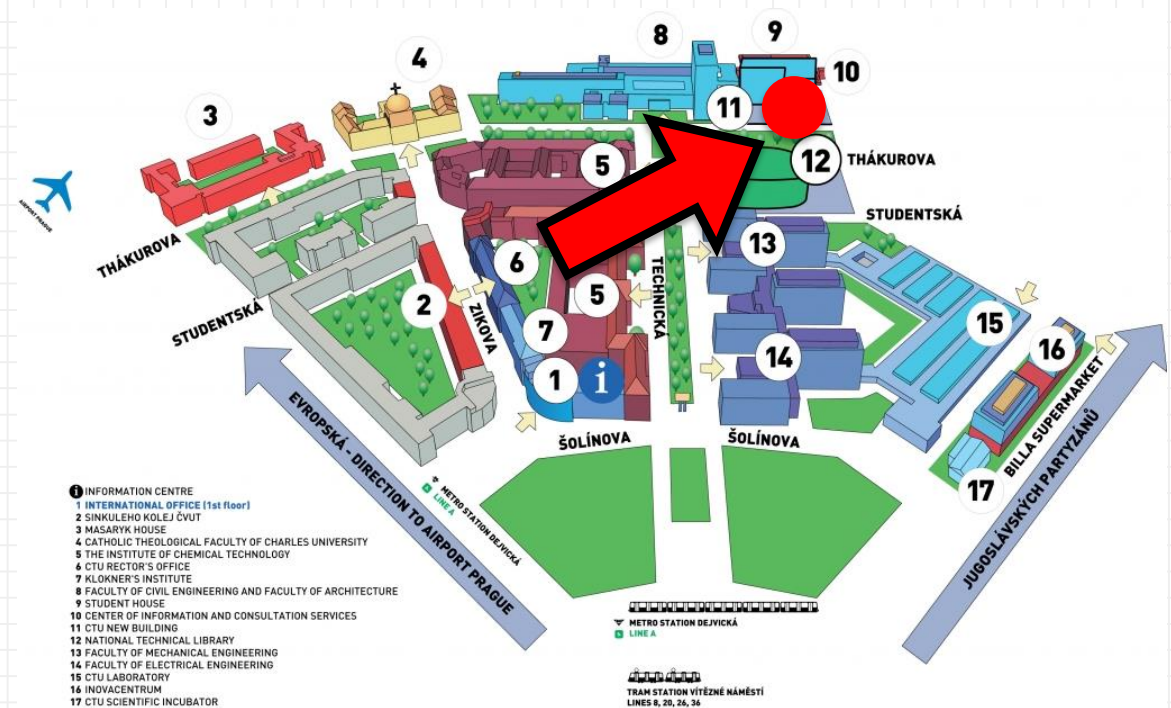 8
9
4
10
3
11
5
12
THÁKUROVA
AIRPORT PRAGUE
STUDENTSKÁ
THÁKUROVA
13
6
TECHNICKÁ
2
5
ZIKOVA
STUDENTSKÁ
7
15
14
16
1 i
BILLA SUPERMARKET
ŠOLÍNOVA
ŠOLÍNOVA
EVROPSKÁ - DIRECTION TO AIRPORT PRAGUE
17
JUGOSLÁVSKÝCH PARTYZÁNŮ
METRO STATION DEJVICKÁ
LINE A
i INFORMATION CENTRE
1 INTERNATIONAL OFFICE (1st floor)
2 SINKULEHO KOLEJ ČVUT
3 MASARYK HOUSE
4 CATHOLIC THEOLOGICAL FACULTY OF CHARLES UNIVERSITY
5 THE INSTITUTE OF CHEMICAL TECHNOLOGY
6 CTU RECTOR'S OFFICE
7 KLOKNER'S INSTITUTE
8 FACULTY OF CIVIL ENGINEERING AND FACULTY OF ARCHITECTURE
9 STUDENT HOUSE
10 CENTER OF INFORMATION AND CONSULTATION SERVICES
11 CTU NEW BUILDING
12 NATIONAL TECHNICAL LIBRARY
13 FACULTY OF MECHANICAL ENGINEERING
14 FACULTY OF ELECTRICAL ENGINEERING
15 CTU LABORATORY
16 INOVACENTRUM
17 CTU SCIENTIFIC INCUBATOR
METRO STATION DEJVICKÁ
LINE A
TRAM STATION VÍTĚZNÉ NÁMĚSTÍ
LINES 8, 20, 26, 36